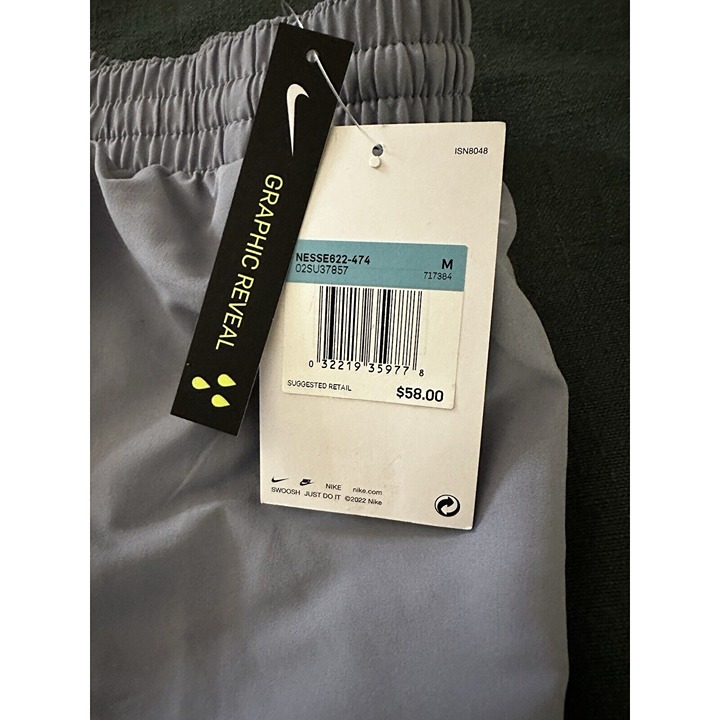 GRAPHIC REVEAL
ISN8048
NESSE622-474 M
02SU37857 717384
0 32219 35977 8
SUGGESTED RETAIL $58.00
NIKE nike.com
SWOOSH JUST DO IT ©2022 Nike